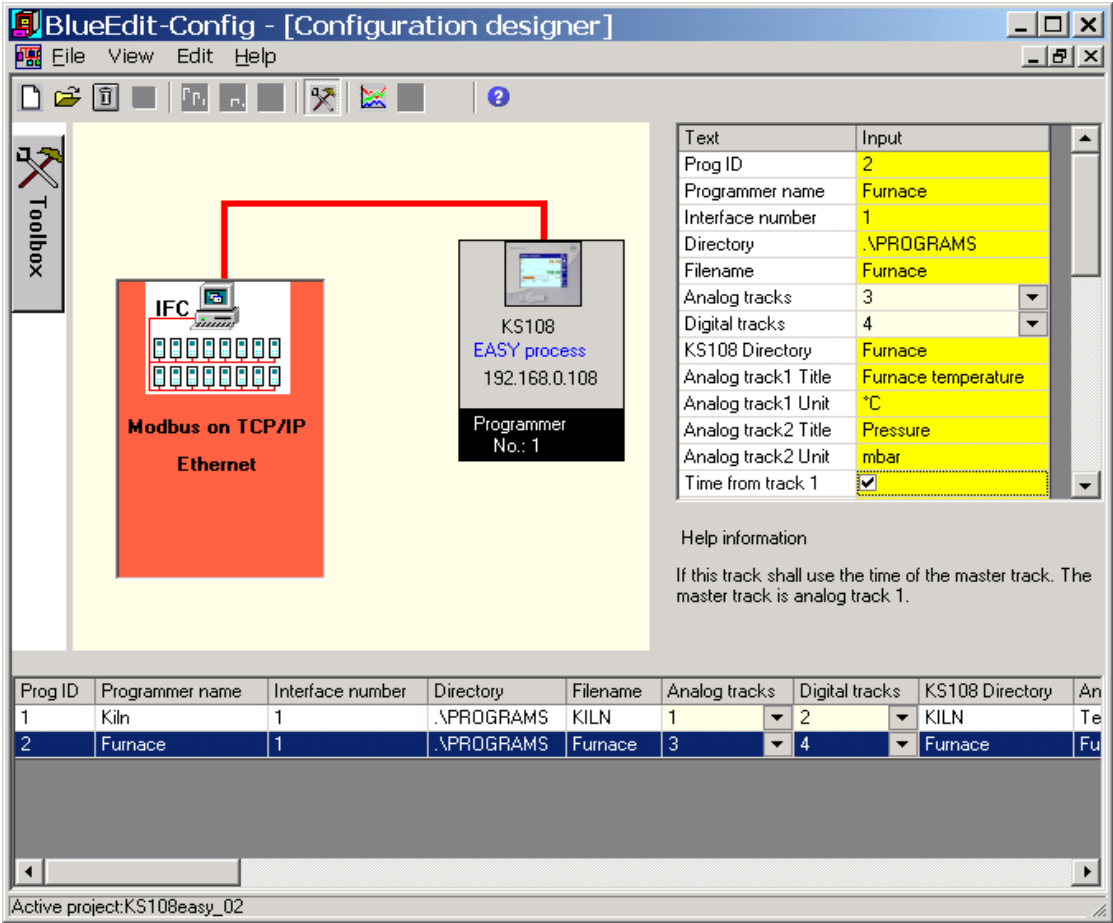 BlueEdit-Config - [Configuration designer]
File View Edit Help
Toolbox
IFC
Modbus on TCP/IP
Ethernet
KS108
EASY process
192.168.0.108
Programmer
No.: 1
Text Input
Prog ID 2
Programmer name Furnace
Interface number 1
Directory .\PROGRAMS
Filename Furnace
Analog tracks 3
Digital tracks 4
KS108 Directory Furnace
Analog track1 Title Furnace temperature
Analog track1 Unit °C
Analog track2 Title Pressure
Analog track2 Unit mbar
Time from track 1
Help information
If this track shall use the time of the master track. The
master track is analog track 1.
Prog ID Programmer name Interface number Directory Filename Analog tracks Digital tracks KS108 Directory An
1 Kiln 1 .\PROGRAMS KILN 1 2 KILN Te
2 Furnace 1 .\PROGRAMS Furnace 3 4 Furnace Fu
Active project:KS108easy_02